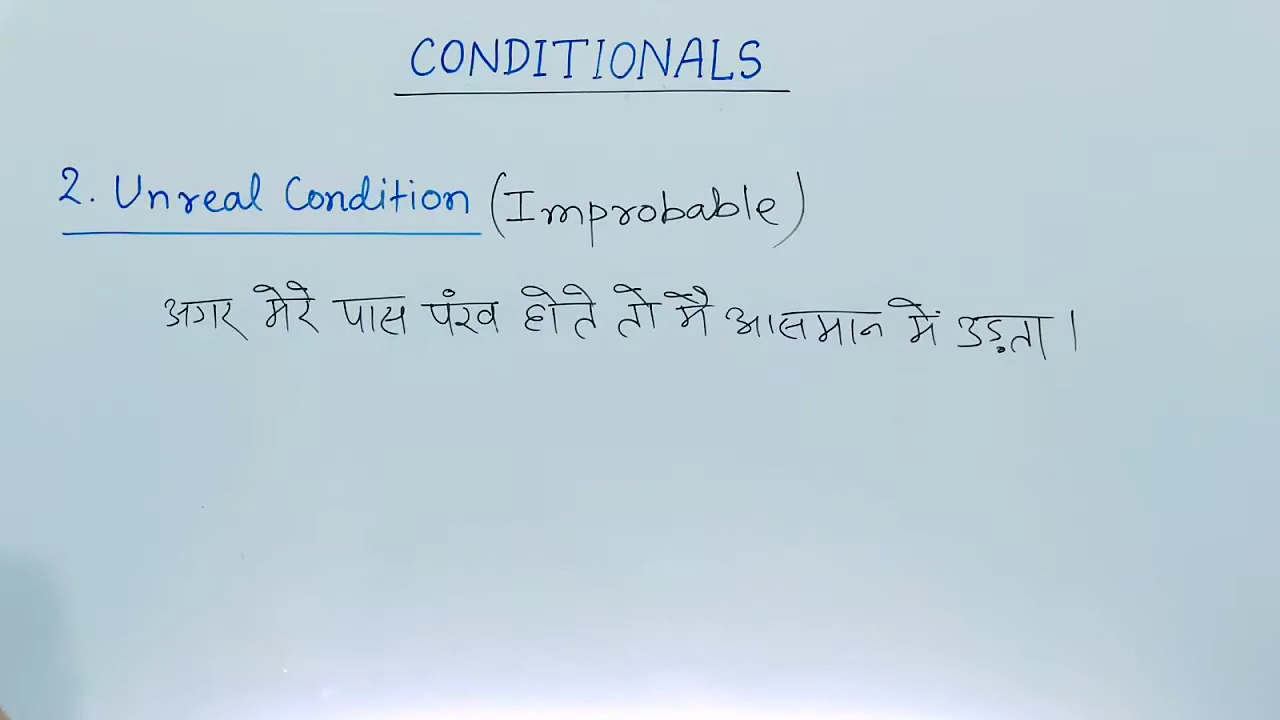 CONDITIONALS
2. Unreal Condition (Improbable)
अगर मेरे पास पंख होते तो मै आसमान में उड़ता ।